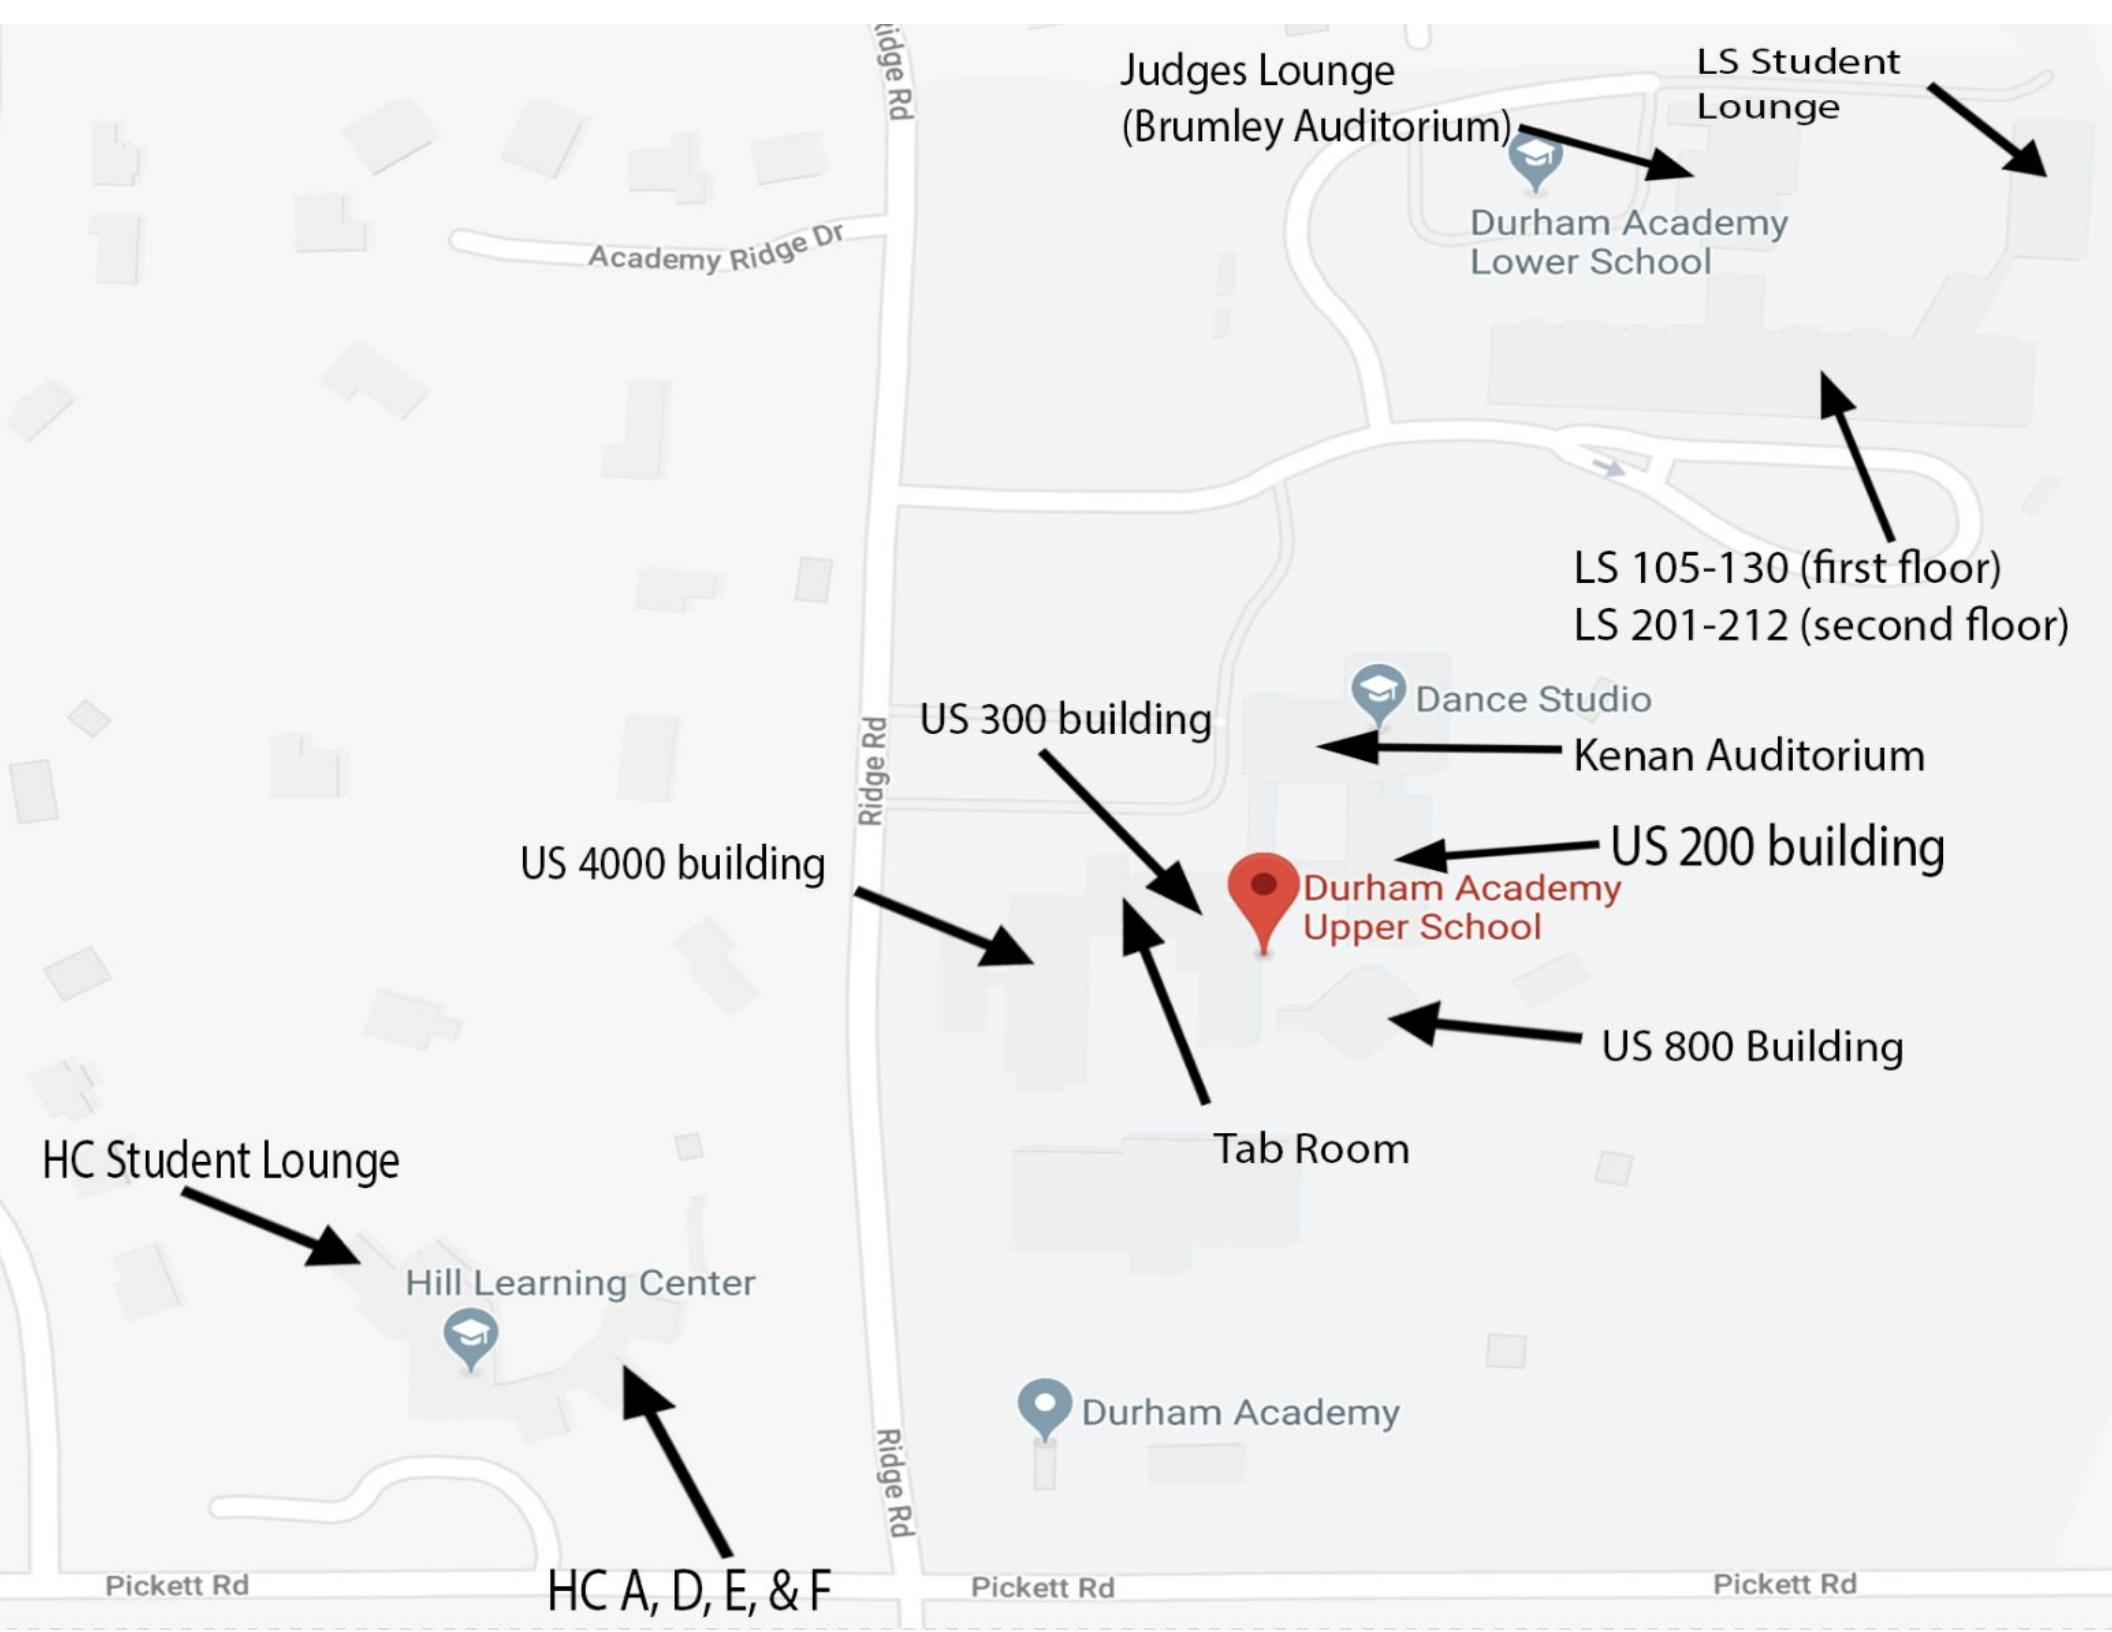 Ridge Rd
Judges Lounge
(Brumley Auditorium)
LS Student
Lounge
Durham Academy
Lower School
Academy Ridge Dr
LS 105-130 (first floor)
LS 201-212 (second floor)
Dance Studio
US 300 building
Kenan Auditorium
Ridge Rd
US 4000 building
US 200 building
Durham Academy
Upper School
US 800 Building
Tab Room
HC Student Lounge
Hill Learning Center
Durham Academy
Ridge Rd
HC A, D, E, & F
Pickett Rd
Pickett Rd
Pickett Rd